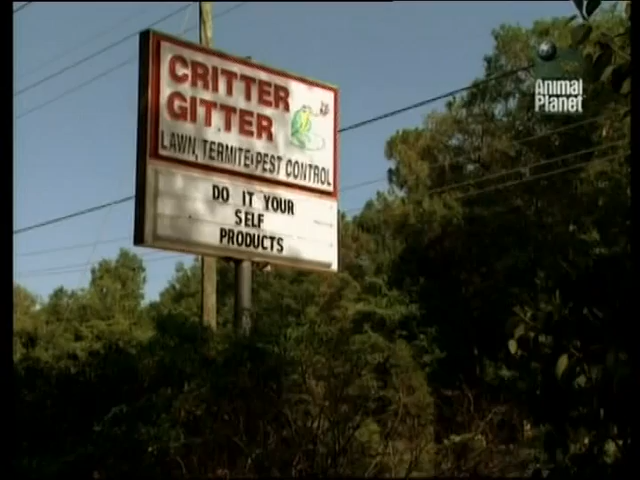 CRITTER
GITTER
LAWN, TERMITE & PEST CONTROL
DO IT YOUR
SELF
PRODUCTS
Animal
Planet